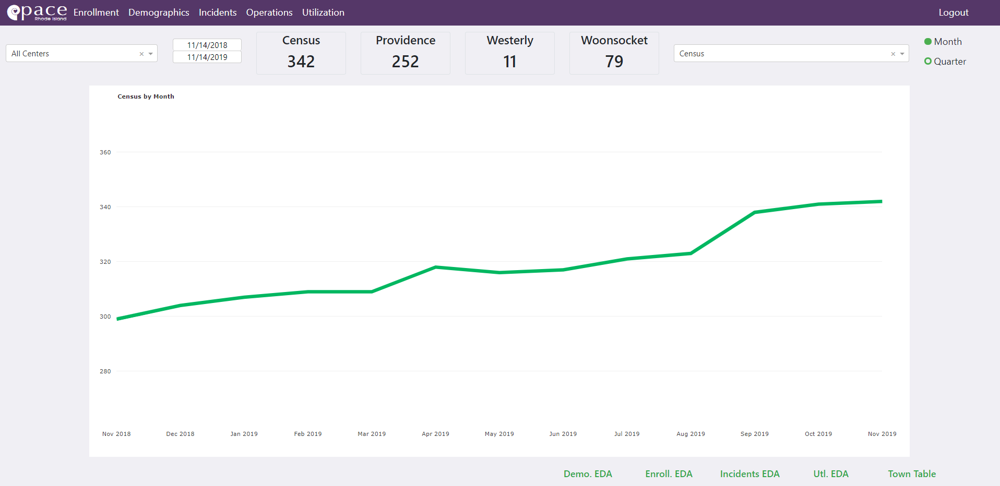 pace
Rhode Island
Enrollment Demographics Incidents Operations Utilization Logout
All Centers × 
11/14/2018
11/14/2019
Census
342
Providence
252
Westerly
11
Woonsocket
79
Census ×
Month
Quarter
Census by Month
360
340
320
300
280
Nov 2018 Dec 2018 Jan 2019 Feb 2019 Mar 2019 Apr 2019 May 2019 Jun 2019 Jul 2019 Aug 2019 Sep 2019 Oct 2019 Nov 2019
Demo. EDA Enroll. EDA Incidents EDA Utl. EDA Town Table